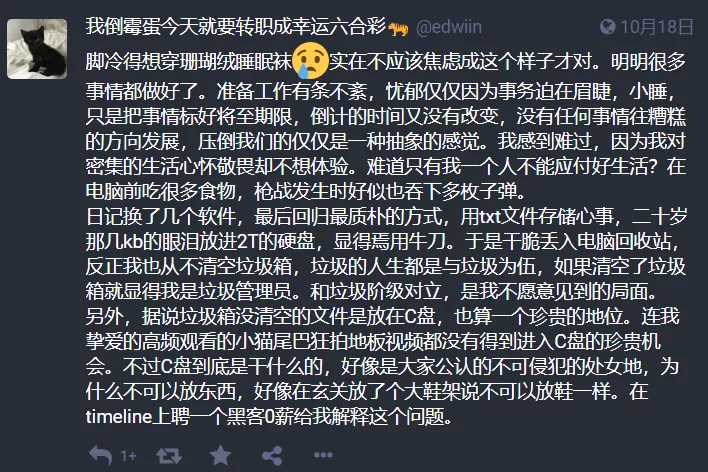 我倒霉蛋今天就要转职成幸运六合彩🐅 @edwiin 10月18日
脚冷得想穿珊瑚绒睡眠袜😢实在不应该焦虑成这个样子才对。明明很多
事情都做好了。准备工作有条不紊，忧郁仅仅因为事务迫在眉睫，小睡，
只是把事情标好将至期限，倒计的时间又没有改变，没有任何事情往糟糕
的方向发展，压倒我们的仅仅是一种抽象的感觉。我感到难过，因为我对
密集的生活心怀敬畏却不想体验。难道只有我一个人不能应付好生活？在
电脑前吃很多食物，枪战发生时好似也吞下多枚子弹。
日记换了几个软件，最后回归最质朴的方式，用txt文件存储心事，二十岁
那几kb的眼泪放进2T的硬盘，显得焉用牛刀。于是干脆丢入电脑回收站，
反正我也从不清空垃圾箱，垃圾的人生都是与垃圾为伍，如果清空了垃圾
箱就显得我是垃圾管理员。和垃圾阶级对立，是我不愿意见到的局面。
另外，据说垃圾箱没清空的文件是放在C盘，也算一个珍贵的地位。连我
挚爱的高频观看的小猫尾巴狂拍地板视频都没有得到进入C盘的珍贵机
会。不过C盘到底是干什么的，好像是大家公认的不可侵犯的处女地，为
什么不可以放东西，好像在玄关放了个大鞋架说不可以放鞋一样。在
timeline上聘一个黑客0薪给我解释这个问题。
1+